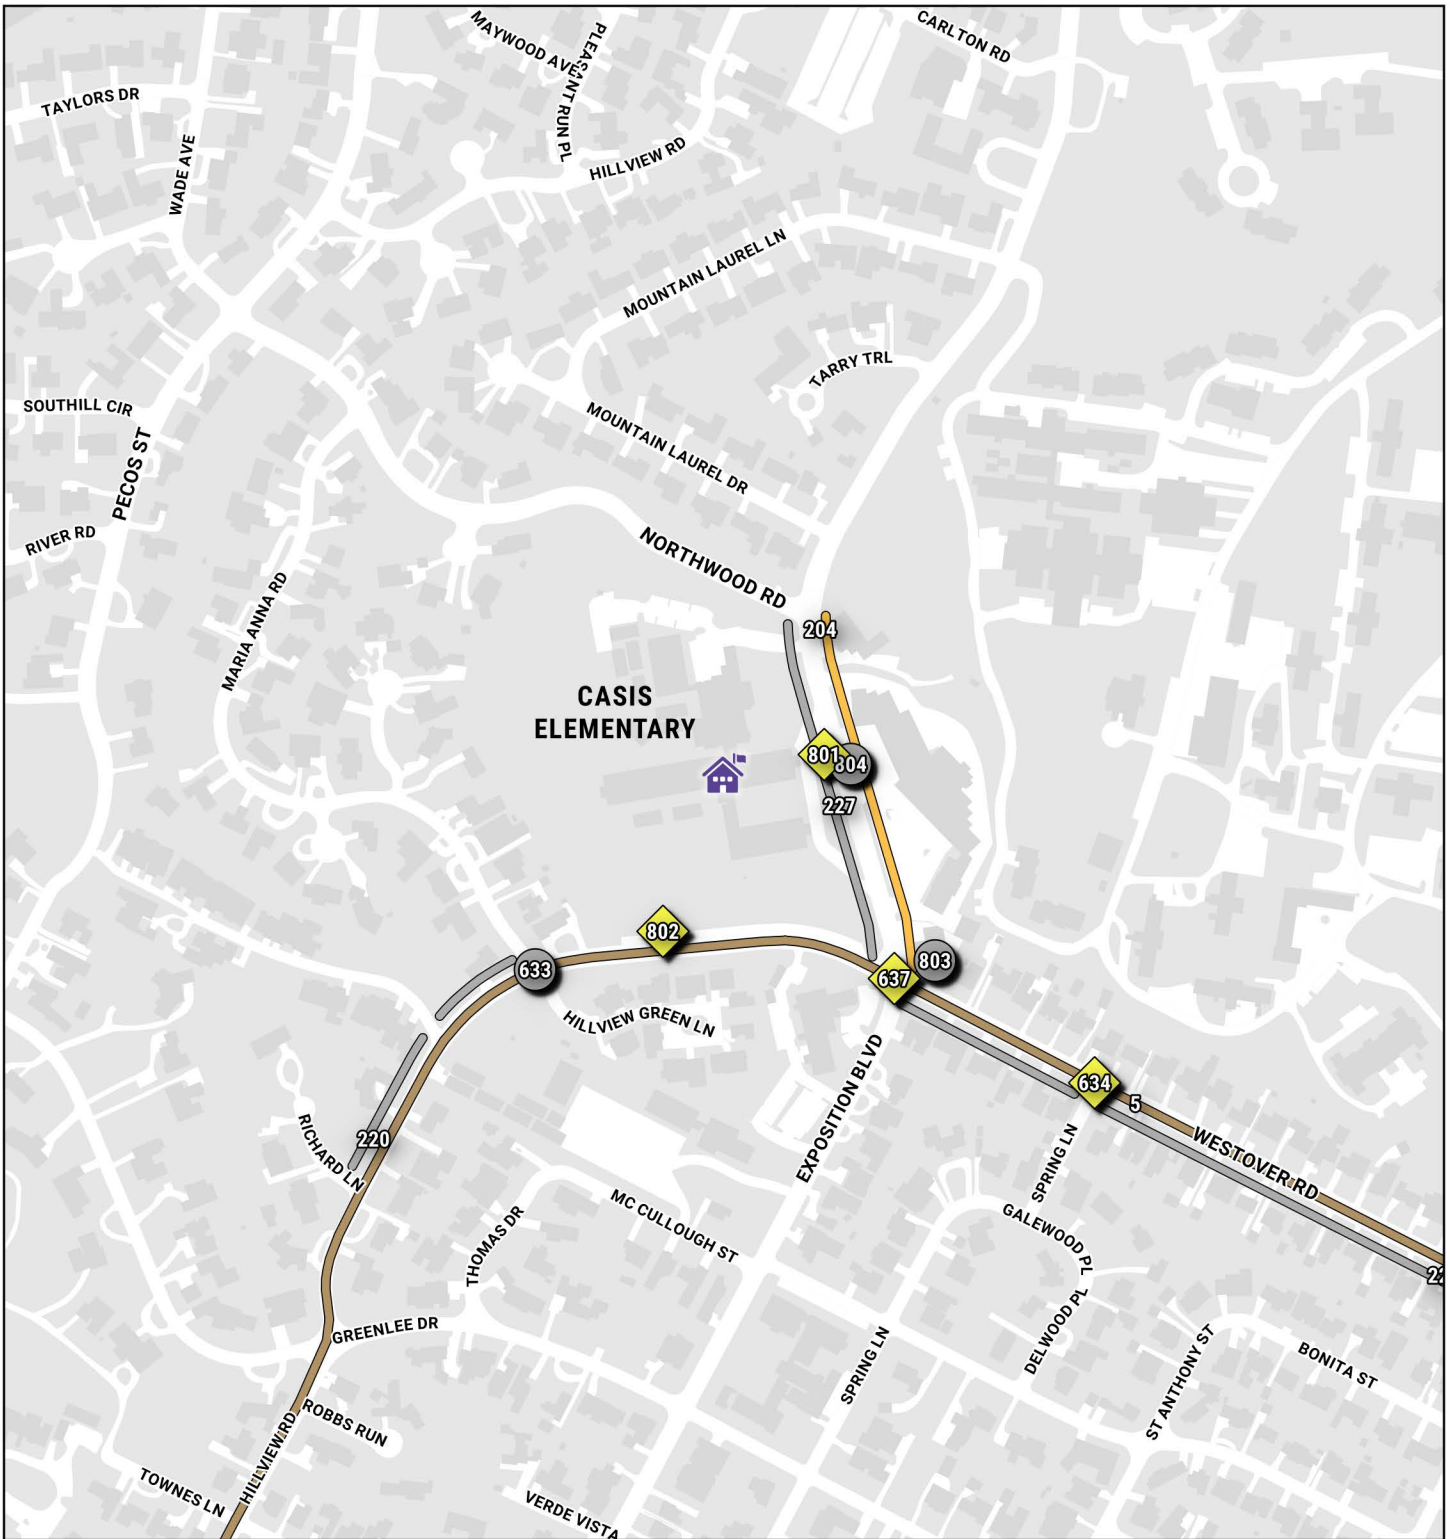 CARLTON RD
MAYWOOD AVE
PLEASANT RUN PL
TAYLORS DR
WADE AVE
HILLVIEW RD
MOUNTAIN LAUREL LN
TARRY TRL
SOUTHILL CIR
MOUNTAIN LAUREL DR
PECOS ST
RIVER RD
NORTHWOOD RD
MARIA ANNA RD
204
CASIS
ELEMENTARY
801
804
227
802
633
803
637
HILLVIEW GREEN LN
EXPOSITION BLVD
634
5
220
RICHARD LN
SPRING LN
WESTOVER RD
MC CULLOUGH ST
THOMAS DR
GALEWOOD PL
DELWOOD PL
GREENLEE DR
SPRING LN
ST ANTHONY ST
BONITA ST
ROBBS RUN
HILLVIEW RD
TOWNES LN
VERDE VISTA